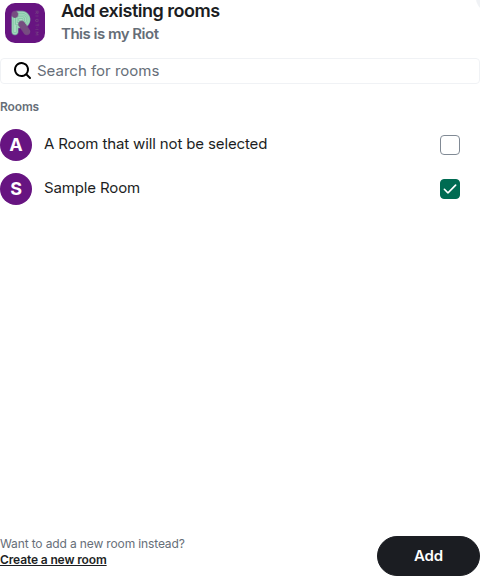 Add existing rooms
This is my Riot
Search for rooms
Rooms
A
A Room that will not be selected
S
Sample Room
Want to add a new room instead?
Create a new room
Add